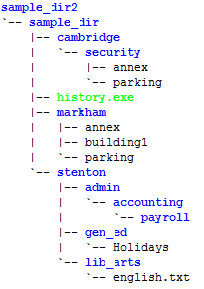 sample_dir2
`-- sample_dir
    |-- cambridge
    |   `-- security
    |       |-- annex
    |       `-- parking
    |-- history.exe
    |-- markham
    |   |-- annex
    |   |-- building1
    |   `-- parking
    `-- stenton
        |-- admin
        |   `-- accounting
        |       `-- payroll
        |-- gen_ed
        |   `-- Holidays
        `-- lib_arts
            `-- english.txt